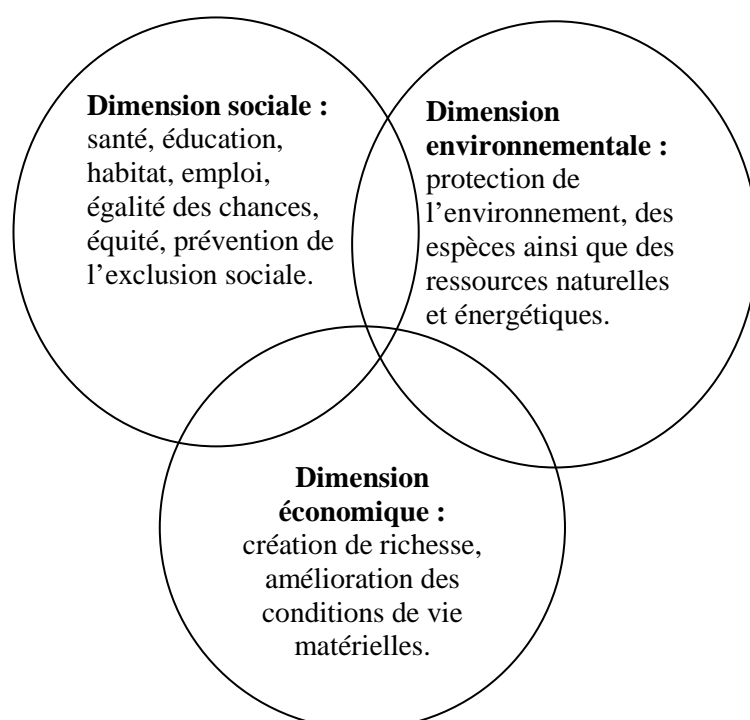 Dimension sociale :
santé, éducation,
habitat, emploi,
égalité des chances,
équité, prévention de
l’exclusion sociale.
Dimension
environnementale :
protection de
l’environnement, des
espèces ainsi que des
ressources naturelles
et énergétiques.
Dimension
économique :
création de richesse,
amélioration des
conditions de vie
matérielles.